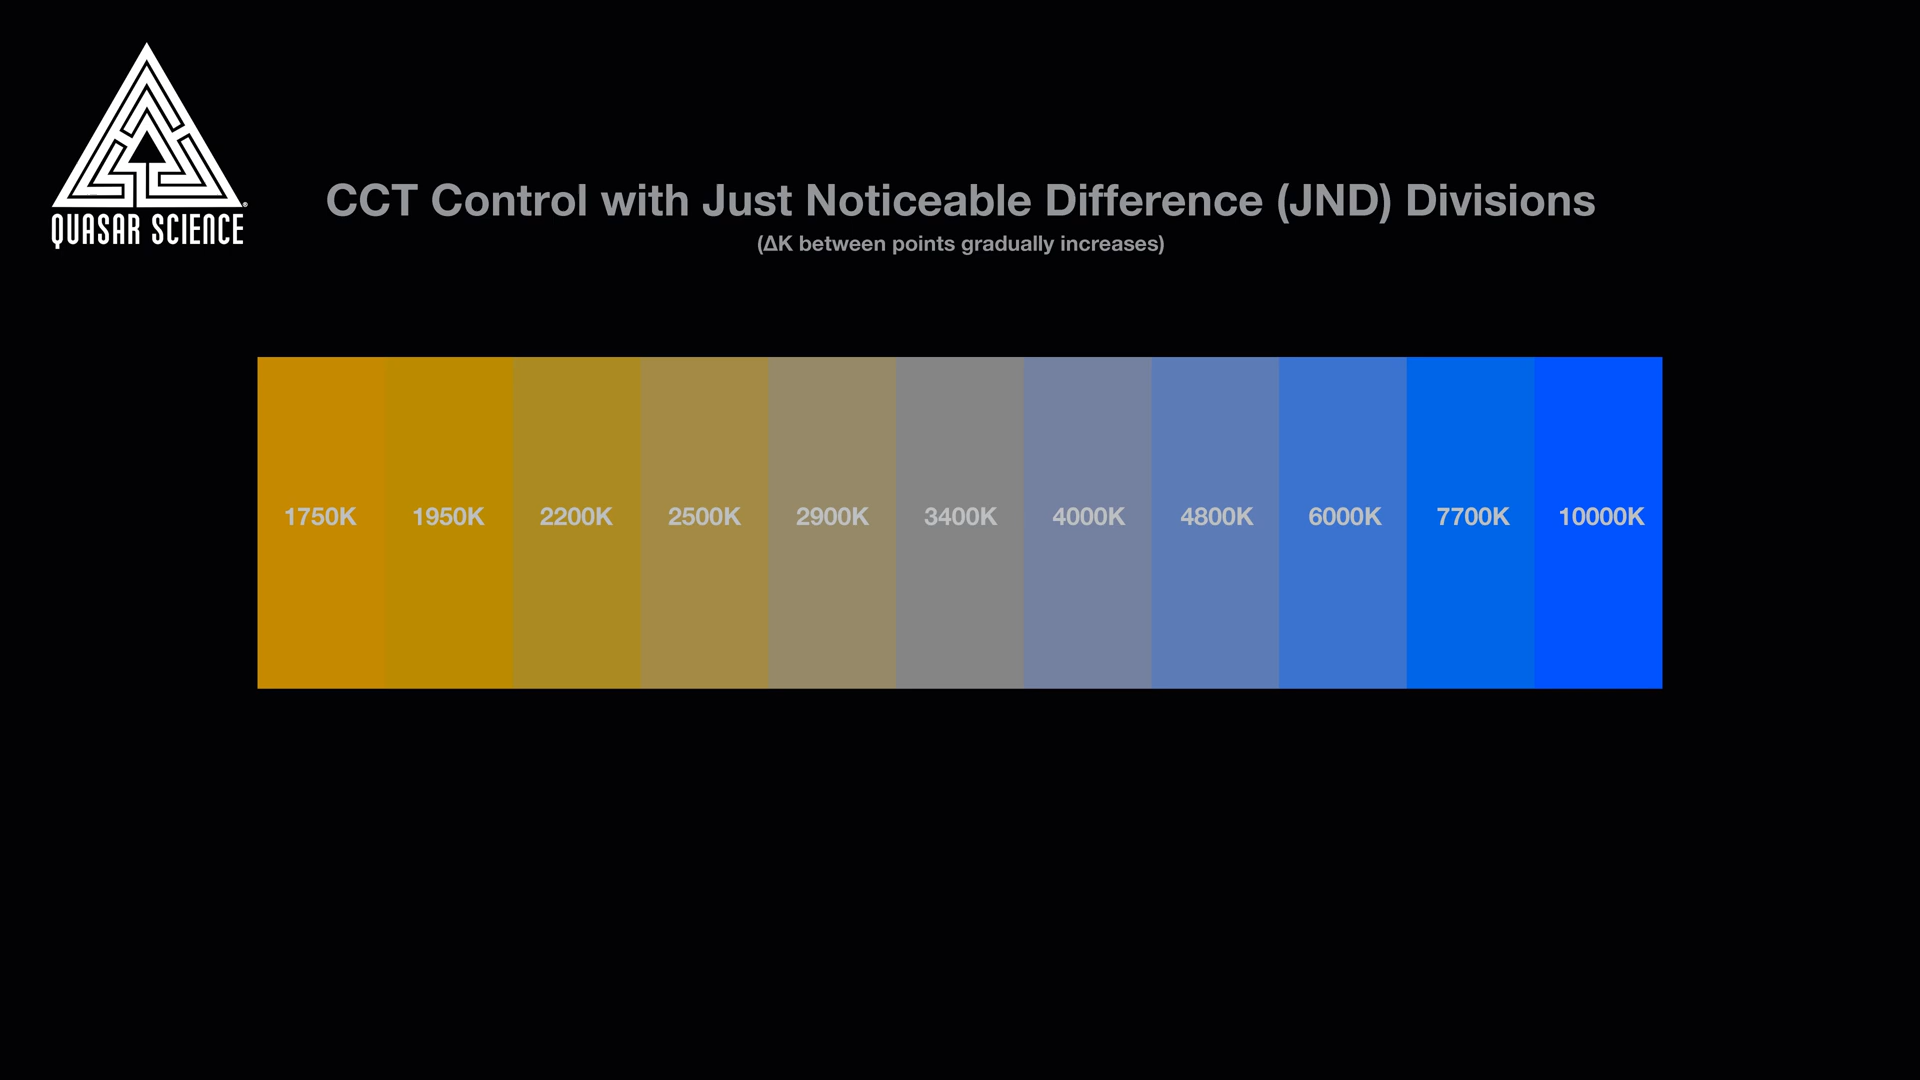 QUASAR SCIENCE®
CCT Control with Just Noticeable Difference (JND) Divisions
(ΔK between points gradually increases)
1750K 1950K 2200K 2500K 2900K 3400K 4000K 4800K 6000K 7700K 10000K